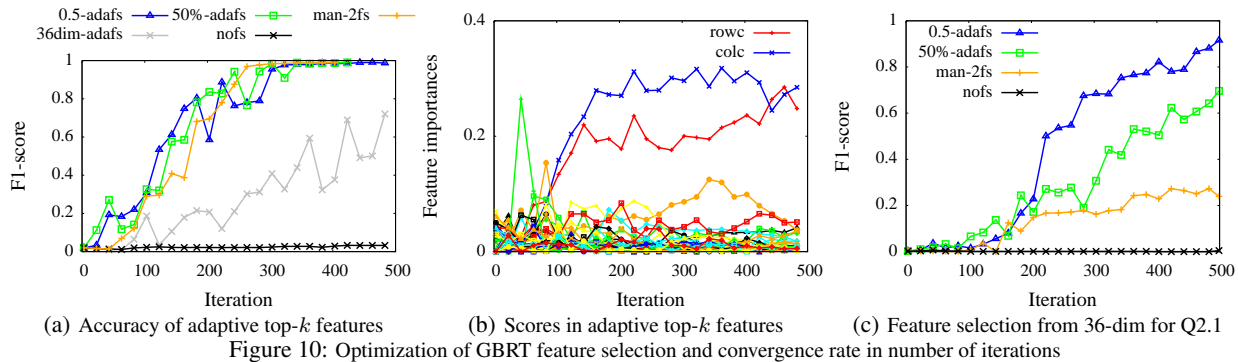 0.5-adafs 50%-adafs man-2fs
36dim-adafs nofs
1
0.8
0.6
0.4
0.2
0
F1-score
0 100 200 300 400 500
Iteration
(a) Accuracy of adaptive top-k features
0.4
0.2
0
Feature importances
rowc
colc
0 100 200 300 400 500
Iteration
(b) Scores in adaptive top-k features
1
0.8
0.6
0.4
0.2
0
F1-score
0.5-adafs
50%-adafs
man-2fs
nofs
0 100 200 300 400 500
Iteration
(c) Feature selection from 36-dim for Q2.1
Figure 10: Optimization of GBRT feature selection and convergence rate in number of iterations